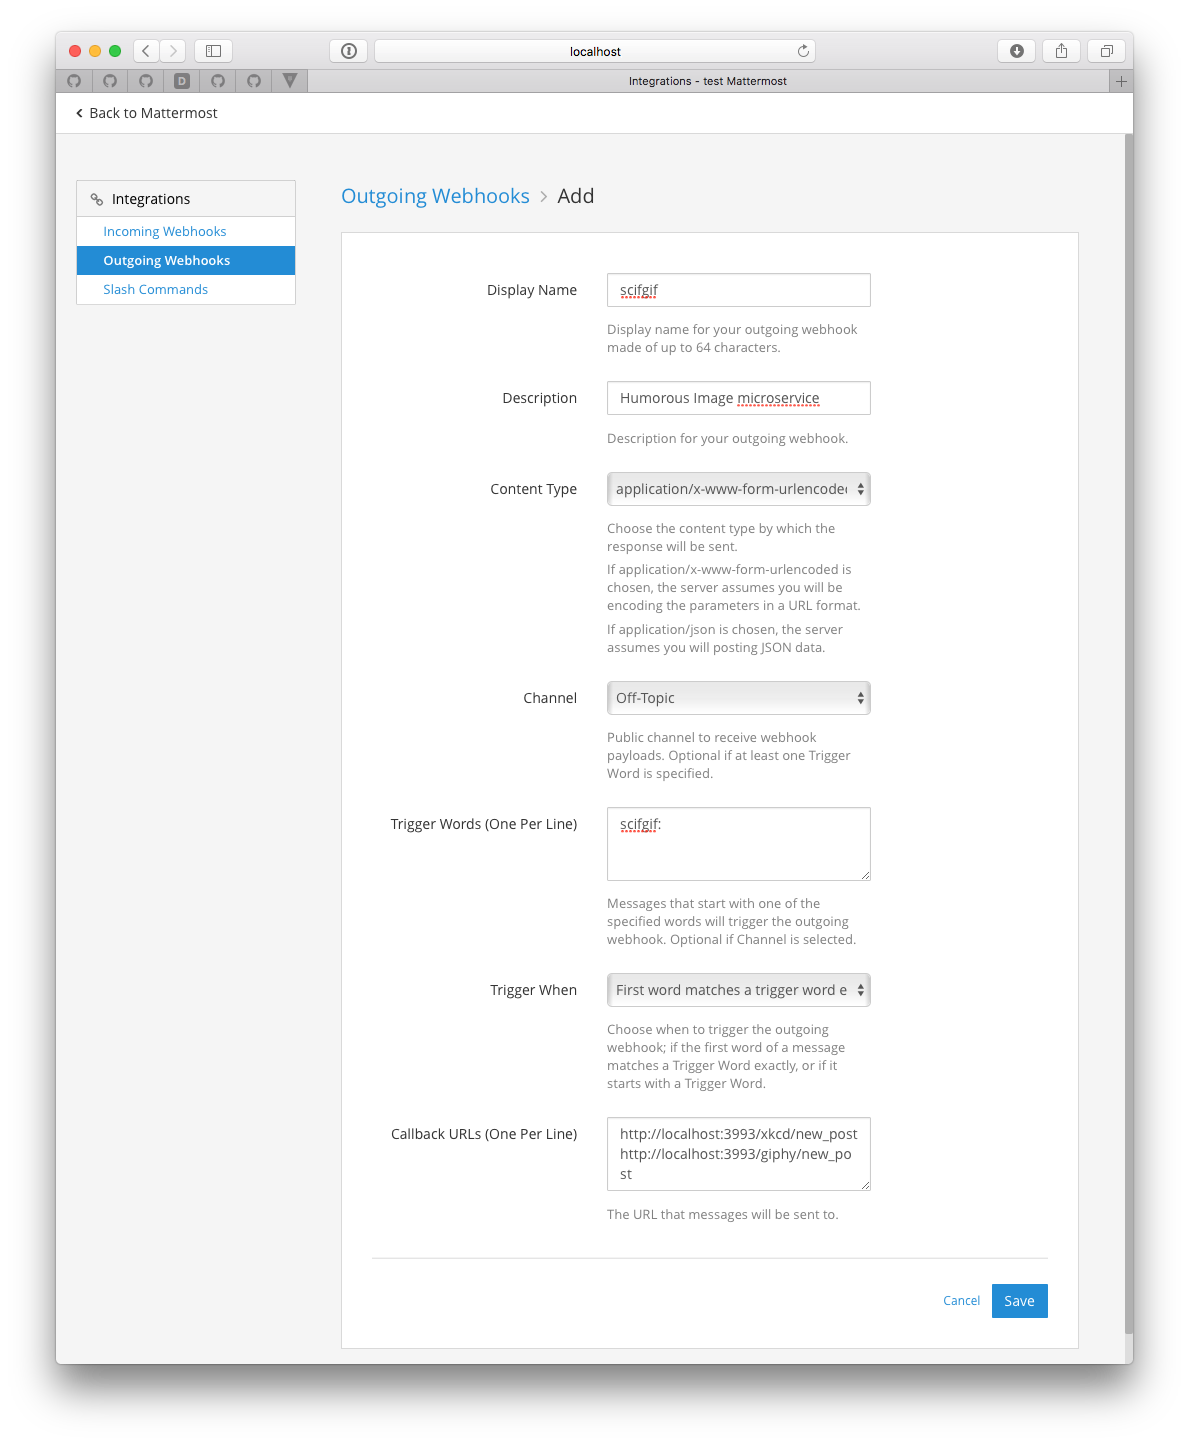 localhost
D
Integrations - test Mattermost
Back to Mattermost
Integrations
Incoming Webhooks
Outgoing Webhooks
Slash Commands
Outgoing Webhooks > Add
Display Name
scifgif
Display name for your outgoing webhook
made of up to 64 characters.
Description
Humorous Image microservice
Description for your outgoing webhook.
Content Type
application/x-www-form-urlencoded
Choose the content type by which the
response will be sent.
If application/x-www-form-urlencoded is
chosen, the server assumes you will be
encoding the parameters in a URL format.
If application/json is chosen, the server
assumes you will posting JSON data.
Channel
Off-Topic
Public channel to receive webhook
payloads. Optional if at least one Trigger
Word is specified.
Trigger Words (One Per Line)
scifgif:
Messages that start with one of the
specified words will trigger the outgoing
webhook. Optional if Channel is selected.
Trigger When
First word matches a trigger word e
Choose when to trigger the outgoing
webhook; if the first word of a message
matches a Trigger Word exactly, or if it
starts with a Trigger Word.
Callback URLs (One Per Line)
http://localhost:3993/xkcd/new_post
http://localhost:3993/giphy/new_po
st
The URL that messages will be sent to.
Cancel
Save